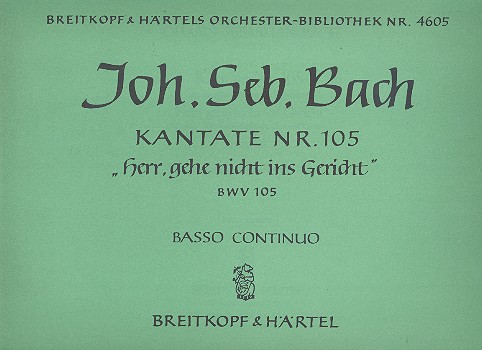 BREITKOPF & HÄRTELS ORCHESTER-BIBLIOTHEK NR. 4605
Joh. Seb. Bach
KANTATE NR. 105
„Herr, gehe nicht ins Gericht"
BWV 105
BASSO CONTINUO
BREITKOPF & HÄRTEL